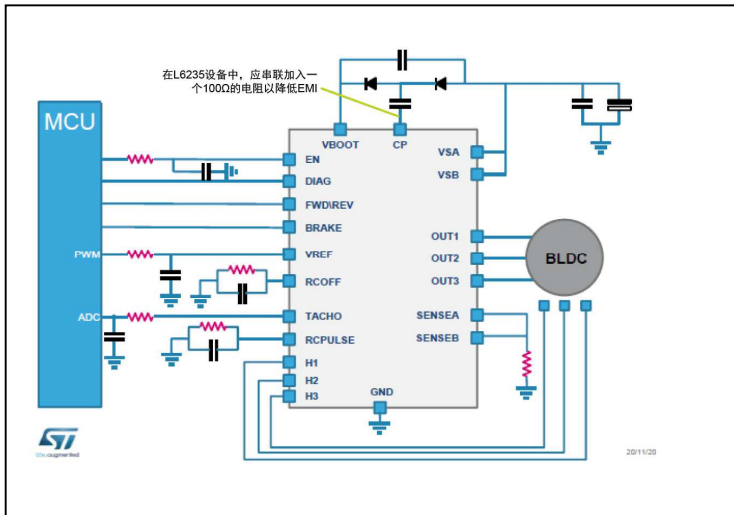 在L6235设备中，应串联加入一
个100Ω的电阻以降低EMI
MCU
VBOOT
CP
EN
DIAG
FWD\REV
BRAKE
PWM
VREF
RCOFF
ADC
TACHO
RCPULSE
H1
H2
H3
GND
VSA
VSB
OUT1
OUT2
OUT3
SENSEA
SENSEB
BLDC
ST
life.augmented
20/11/20